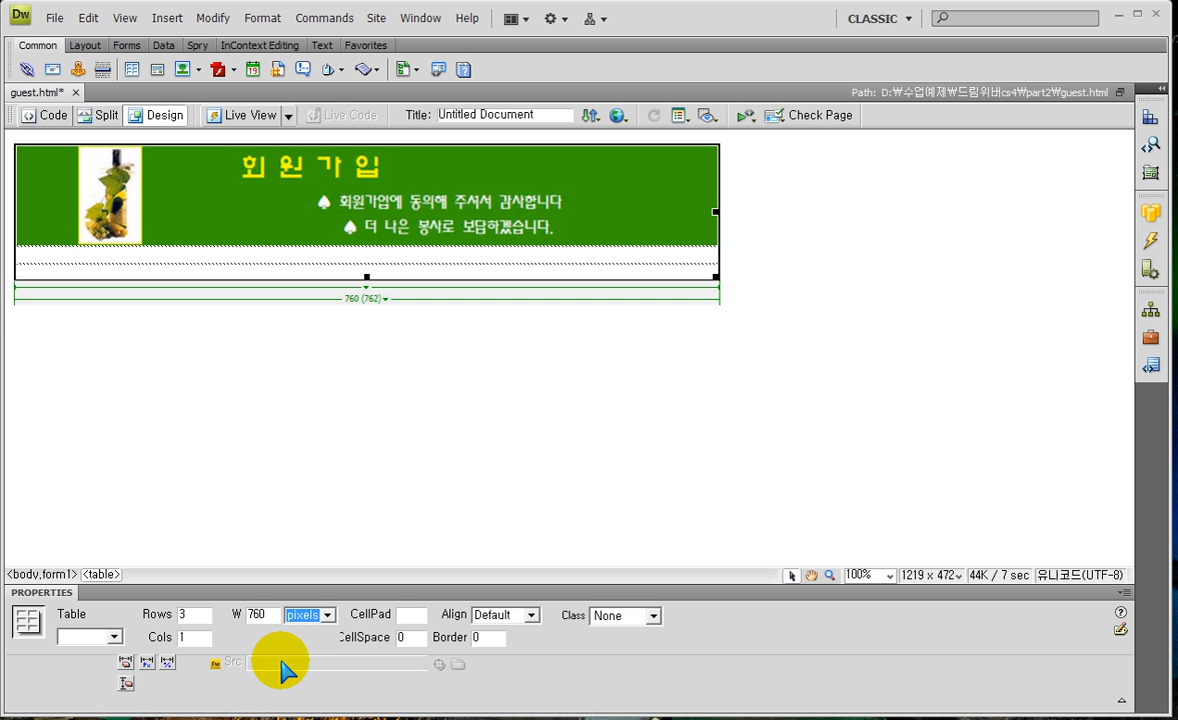 Dw File Edit View Insert Modify Format Commands Site Window Help CLASSIC
Common Layout Forms Data Spry InContext Editing Text Favorites
guest.html* Path: D:₩수업예제₩드림위버cs4₩part2₩guest.html
Code Split Design Live View Live Code Title: Untitled Document Check Page
회 원 가 입
♠ 회원가입에 동의해 주셔서 감사합니다
♠ 더 나은 봉사로 보답하겠습니다.
760 (762)
<body.form1> <table> 100% 1219 x 472 44K / 7 sec 유니코드(UTF-8)
PROPERTIES
Table Rows 3 W 760 pixels CellPad Align Default Class None
Cols 1 CellSpace 0 Border 0
Src